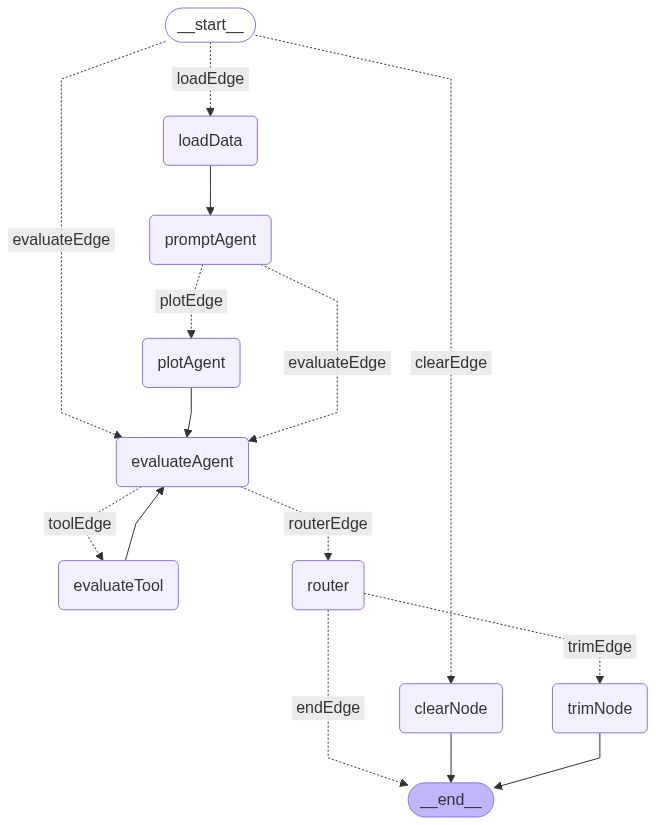 __start__
loadEdge
loadData
evaluateEdge
promptAgent
plotEdge
plotAgent
evaluateEdge
clearEdge
evaluateAgent
toolEdge
routerEdge
evaluateTool
router
trimEdge
endEdge
clearNode
trimNode
__end__